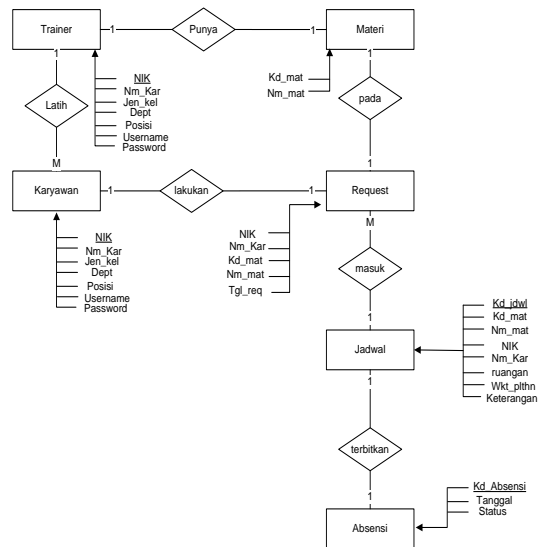 Trainer
1
Punya
1
Materi
1
NIK
Nm_Kar
Jen_kel
Dept
Posisi
Username
Password
Kd_mat
Nm_mat
1
Latih
pada
M
1
Karyawan
1
lakukan
1
Request
NIK
Nm_Kar
Jen_kel
Dept
Posisi
Username
Password
NIK
Nm_Kar
Kd_mat
Nm_mat
Tgl_req
M
masuk
1
Jadwal
Kd_jdwl
Kd_mat
Nm_mat
NIK
Nm_Kar
ruangan
Wkt_plthn
Keterangan
1
terbitkan
1
Absensi
Kd_Absensi
Tanggal
Status